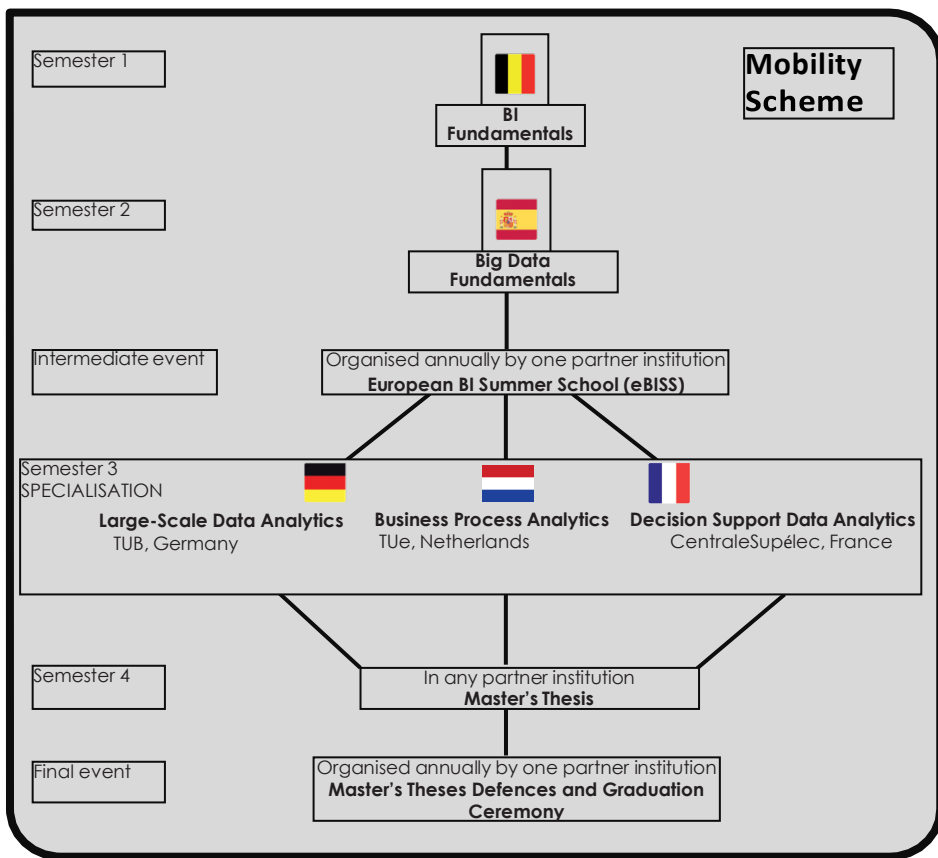 Mobility
Scheme
Semester 1
BI
Fundamentals
Semester 2
Big Data
Fundamentals
Intermediate event
Organised annually by one partner institution
European BI Summer School (eBISS)
Semester 3
SPECIALISATION
Large-Scale Data Analytics
TUB, Germany
Business Process Analytics
TUe, Netherlands
Decision Support Data Analytics
CentraleSupélec, France
Semester 4
In any partner institution
Master's Thesis
Final event
Organised annually by one partner institution
Master's Theses Defences and Graduation
Ceremony